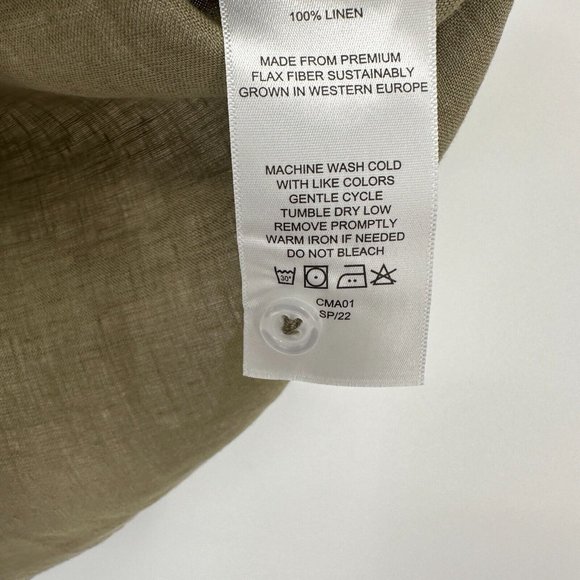 100% LINEN
MADE FROM PREMIUM
FLAX FIBER SUSTAINABLY
GROWN IN WESTERN EUROPE
MACHINE WASH COLD
WITH LIKE COLORS
GENTLE CYCLE
TUMBLE DRY LOW
REMOVE PROMPTLY
WARM IRON IF NEEDED
DO NOT BLEACH
30°
CMA01
SP/22